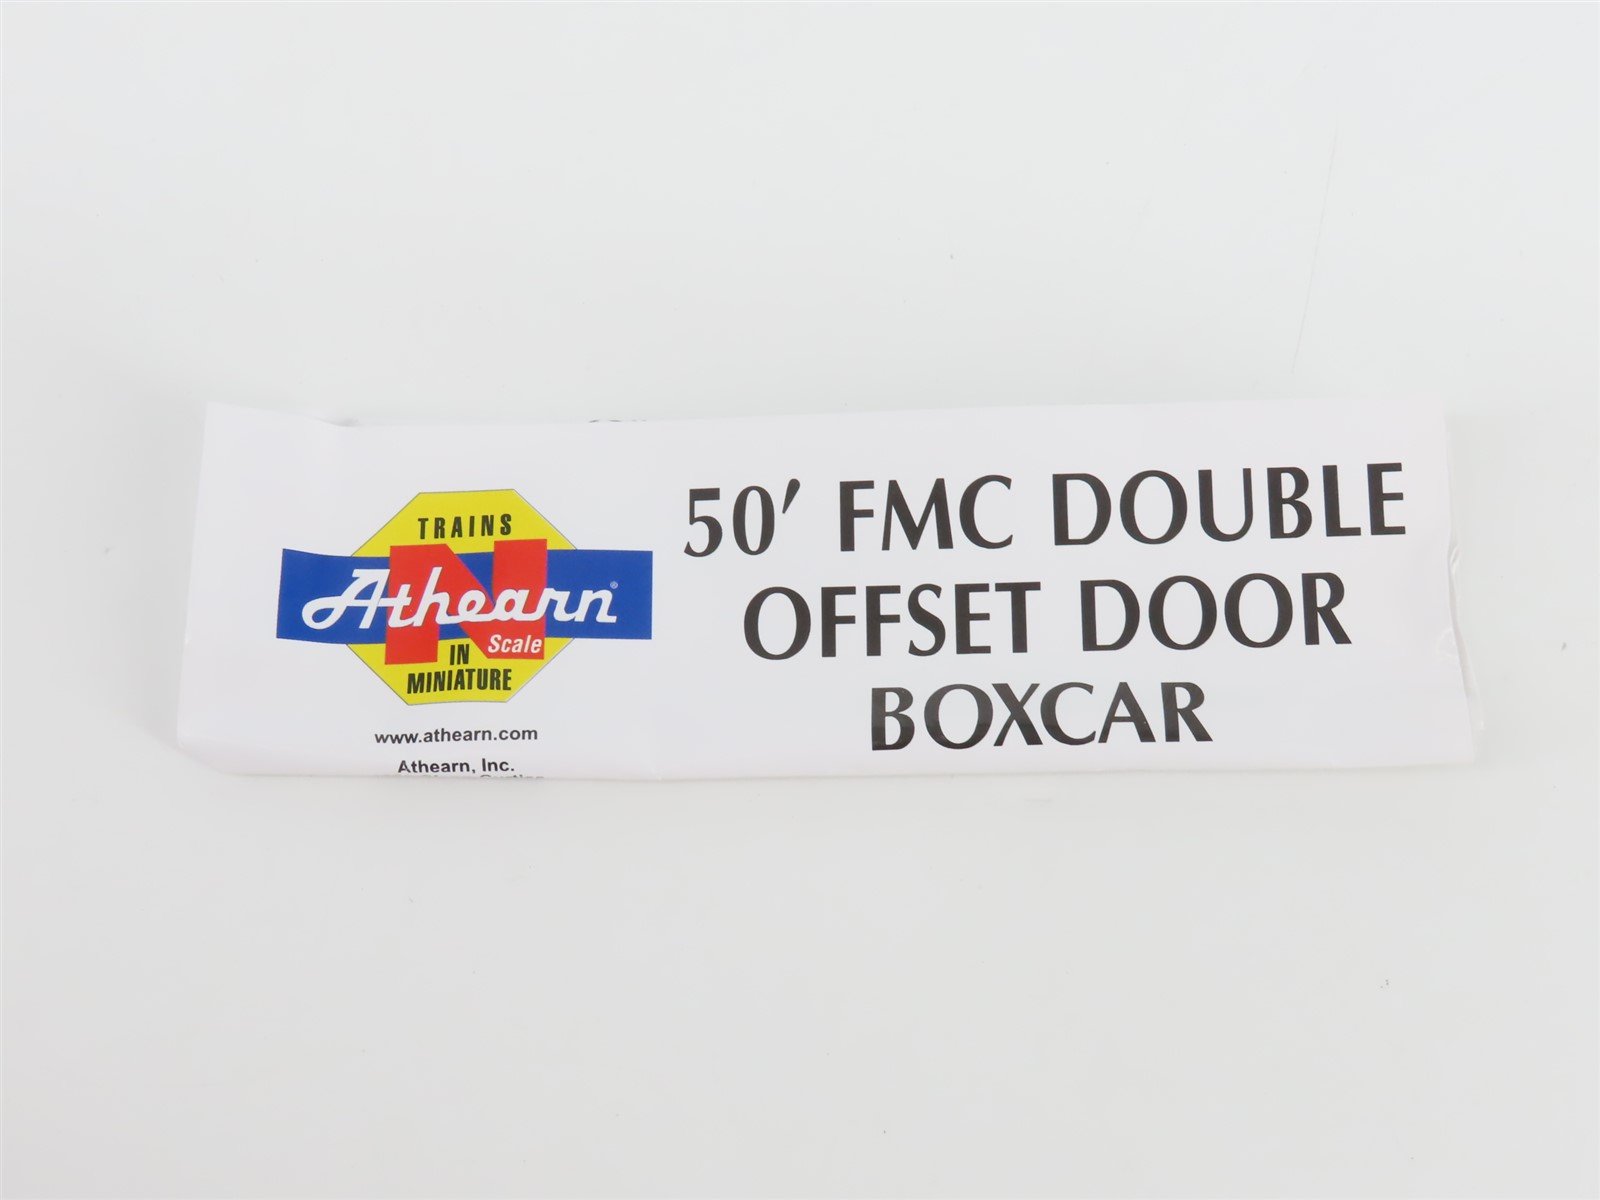 TRAINS
N
Athearn®
Scale
IN
MINIATURE
www.athearn.com
Athearn, Inc.
50' FMC DOUBLE
OFFSET DOOR
BOXCAR